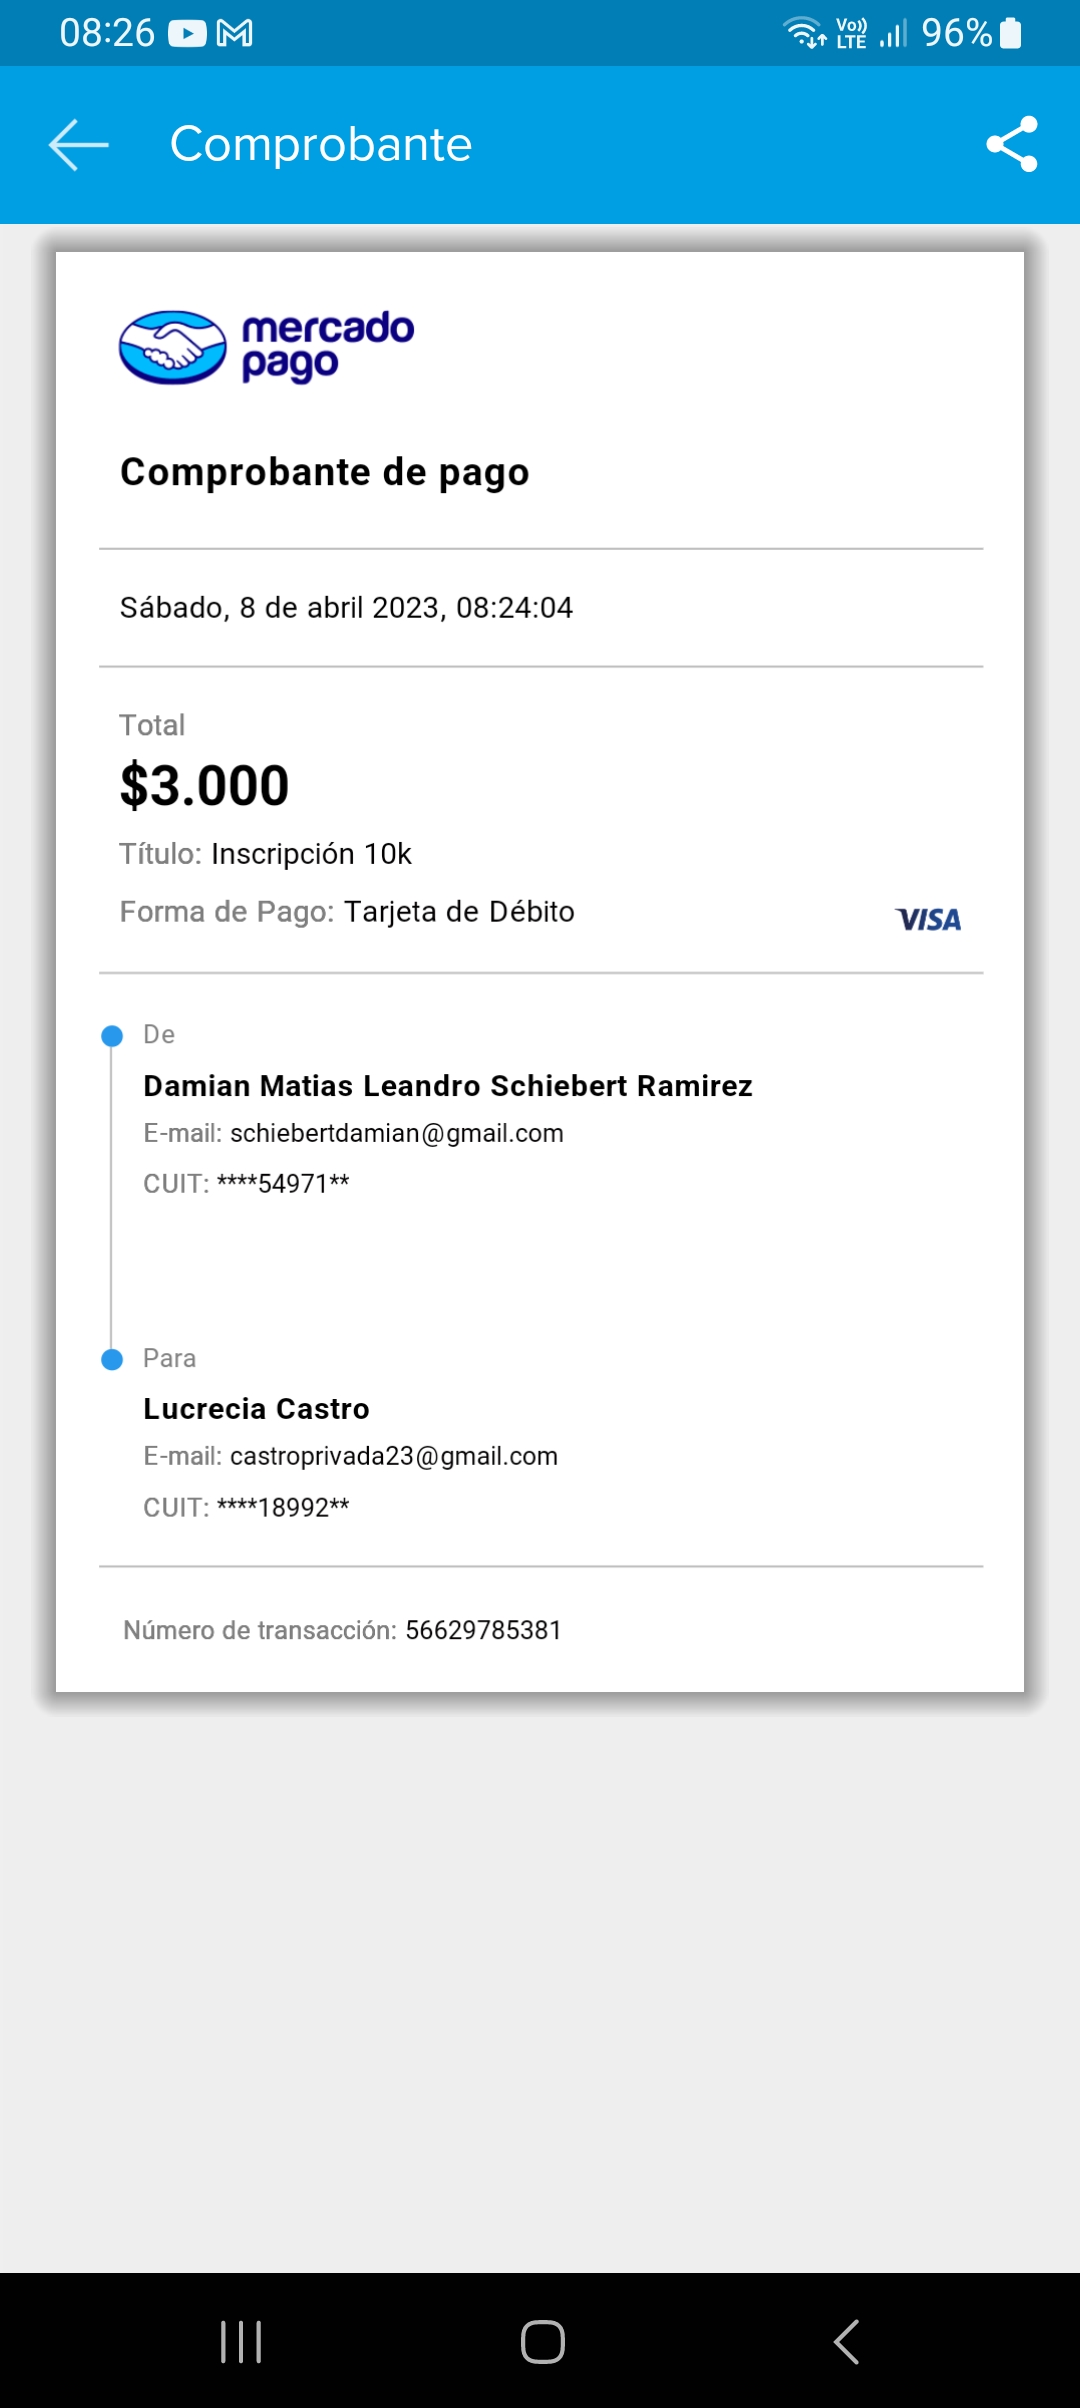 08:26 Vo)) LTE 96%
Comprobante
mercado
pago
Comprobante de pago
Sábado, 8 de abril 2023, 08:24:04
Total
$3.000
Título: Inscripción 10k
Forma de Pago: Tarjeta de Débito VISA
De
Damian Matias Leandro Schiebert Ramirez
E-mail: schiebertdamian@gmail.com
CUIT: ****54971**
Para
Lucrecia Castro
E-mail: castroprivada23@gmail.com
CUIT: ****18992**
Número de transacción: 56629785381